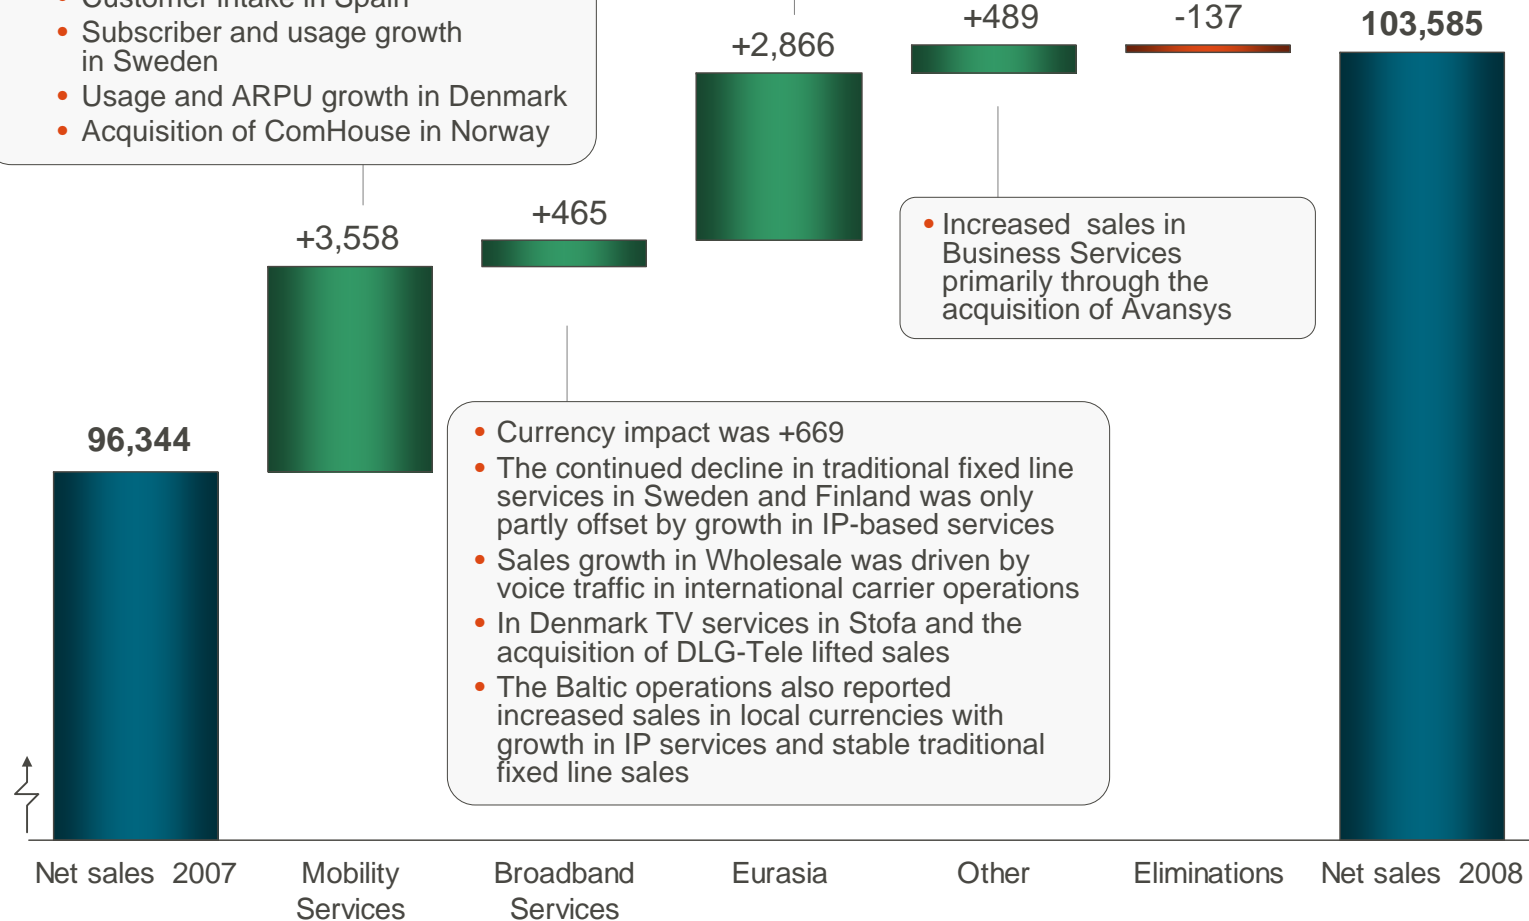 Customer intake in Spain
• Subscriber and usage growth
in Sweden
• Usage and ARPU growth in Denmark
• Acquisition of ComHouse in Norway
+3,558
+465
+2,866
+489
-137
103,585
96,344
• Increased  sales in
Business Services
primarily through the
acquisition of Avansys
• Currency impact was +669
• The continued decline in traditional fixed line
services in Sweden and Finland was only
partly offset by growth in IP-based services
• Sales growth in Wholesale was driven by
voice traffic in international carrier operations
• In Denmark TV services in Stofa and the
acquisition of DLG-Tele lifted sales
• The Baltic operations also reported
increased sales in local currencies with
growth in IP services and stable traditional
fixed line sales
Net sales  2007
Mobility
Services
Broadband
Services
Eurasia
Other
Eliminations
Net sales  2008